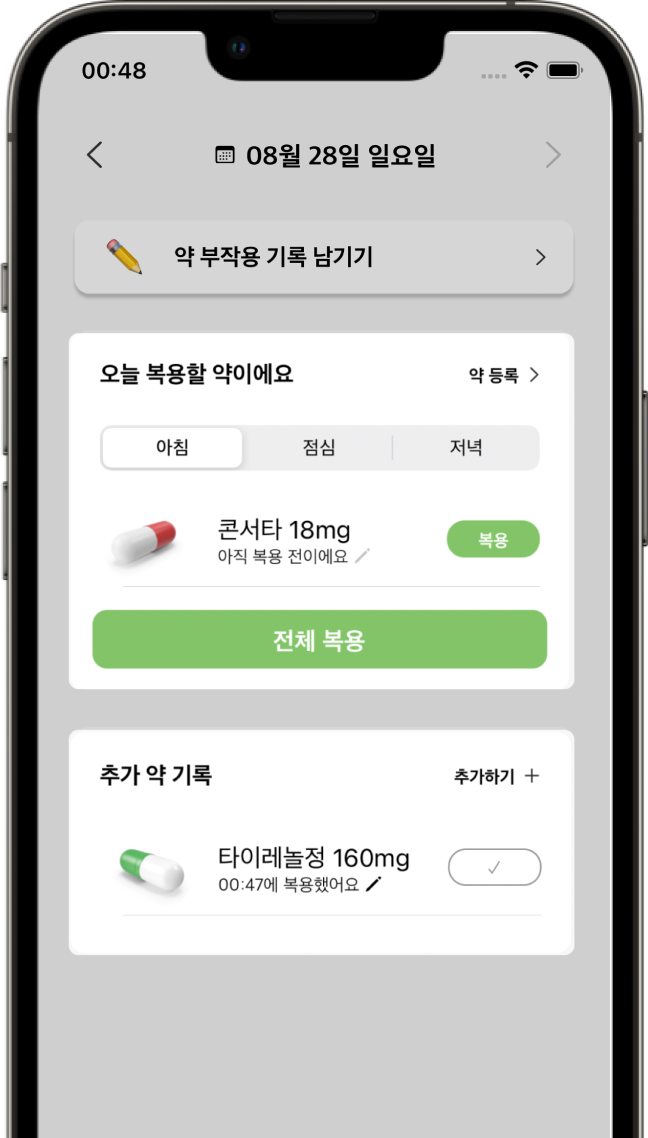 00:48
08월 28일 일요일
약 부작용 기록 남기기
오늘 복용할 약이에요
약 등록
아침 점심 저녁
콘서타 18mg
아직 복용 전이에요
복용
전체 복용
추가 약 기록
추가하기
타이레놀정 160mg
00:47에 복용했어요